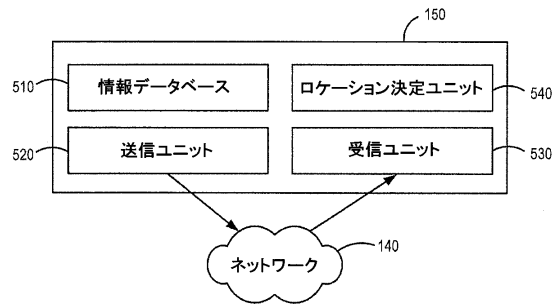 150
510
情報データベース
ロケーション決定ユニット
540
520
送信ユニット
受信ユニット
530
140
ネットワーク